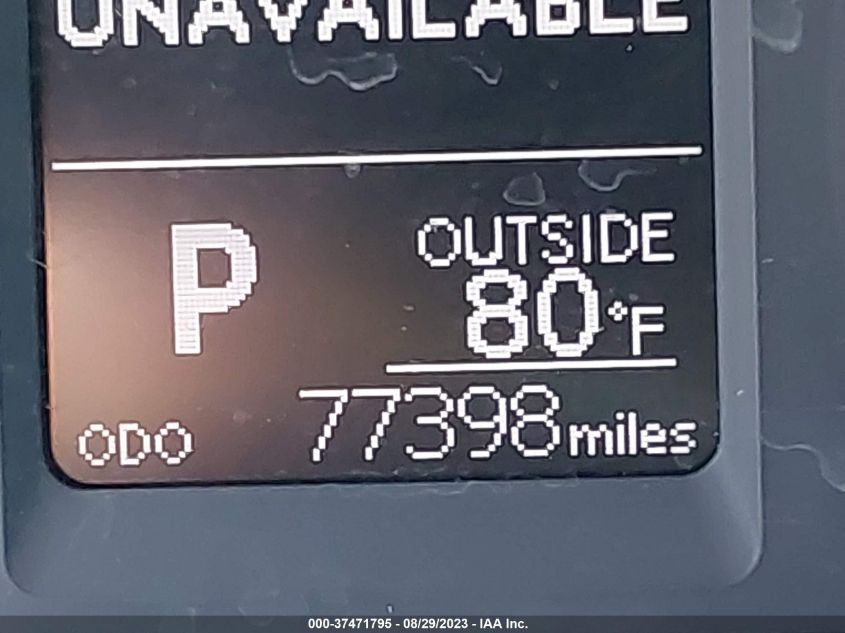 UNAVAILABLE
P
OUTSIDE
80°F
ODO 77398 miles
000-37471795 - 08/29/2023 - IAA Inc.